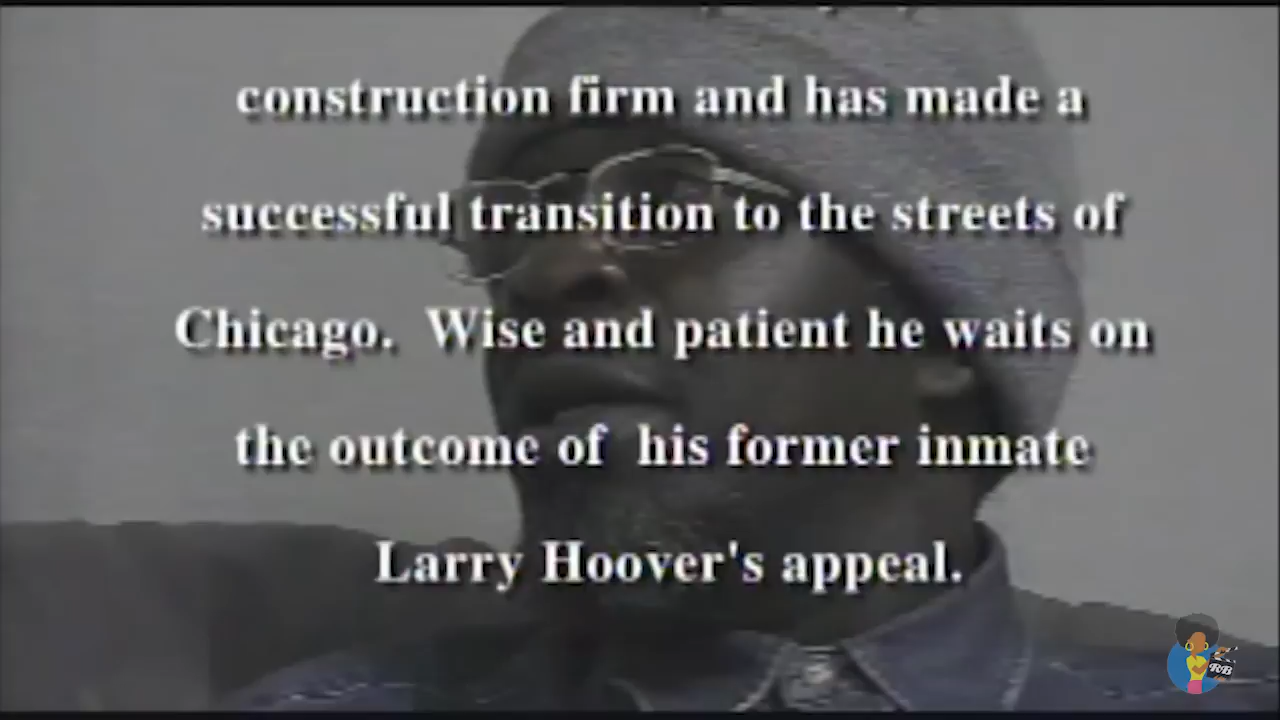 construction firm and has made a
successful transition to the streets of
Chicago. Wise and patient he waits on
the outcome of his former inmate
Larry Hoover's appeal.
RB